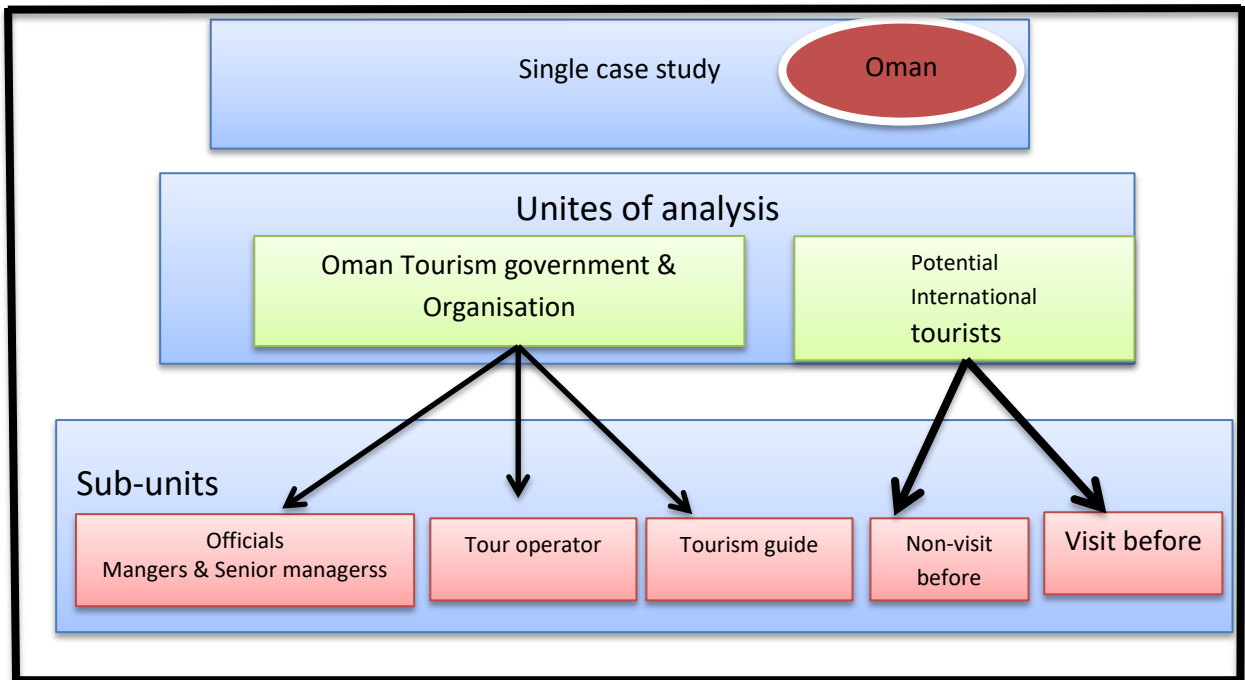 Single case study
Oman
Unites of analysis
Oman Tourism government &
Organisation
Potential
International
tourists
Sub-units
Officials
Mangers & Senior managerss
Tour operator
Tourism guide
Non-visit
before
Visit before